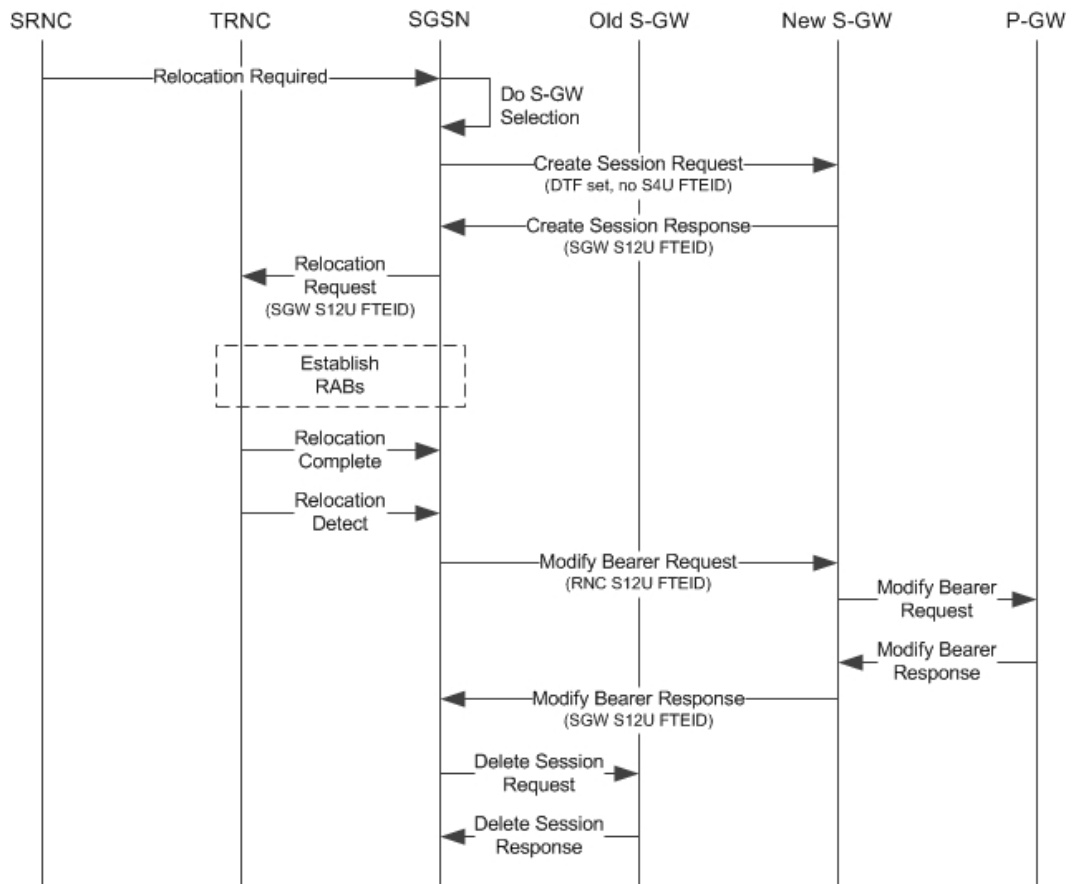 SRNC TRNC SGSN Old S-GW New S-GW P-GW
Relocation Required
Do S-GW
Selection
Create Session Request
(DTF set, no S4U FTEID)
Create Session Response
(SGW S12U FTEID)
Relocation
Request
(SGW S12U FTEID)
Establish
RABs
Relocation
Complete
Relocation
Detect
Modify Bearer Request
(RNC S12U FTEID)
Modify Bearer
Request
Modify Bearer
Response
Modify Bearer Response
(SGW S12U FTEID)
Delete Session
Request
Delete Session
Response